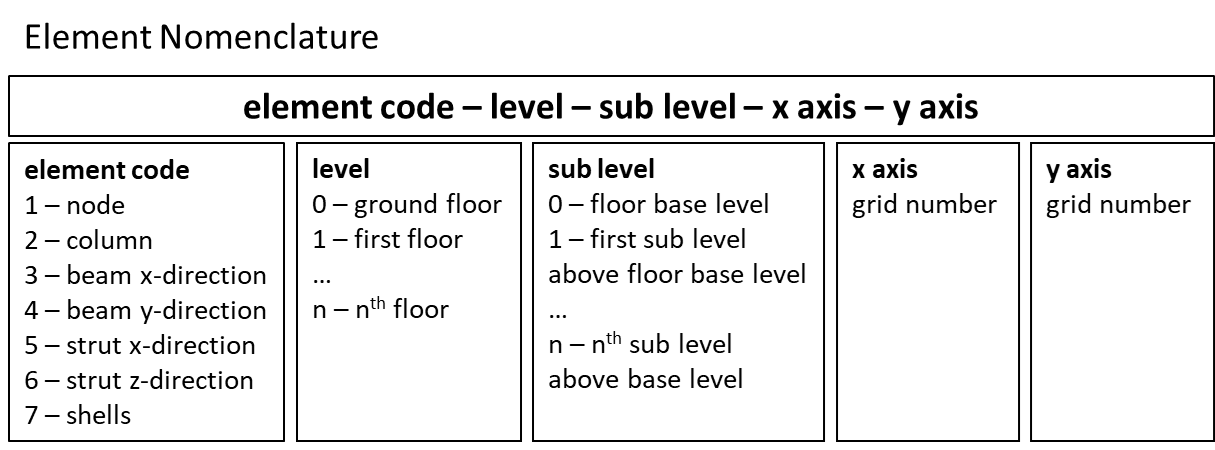 Element Nomenclature
element code – level – sub level – x axis – y axis
element code
1 – node
2 – column
3 – beam x-direction
4 – beam y-direction
5 – strut x-direction
6 – strut z-direction
7 – shells
level
0 – ground floor
1 – first floor
...
n – nth floor
sub level
0 – floor base level
1 – first sub level
above floor base level
...
n – nth sub level
above base level
x axis
grid number
y axis
grid number